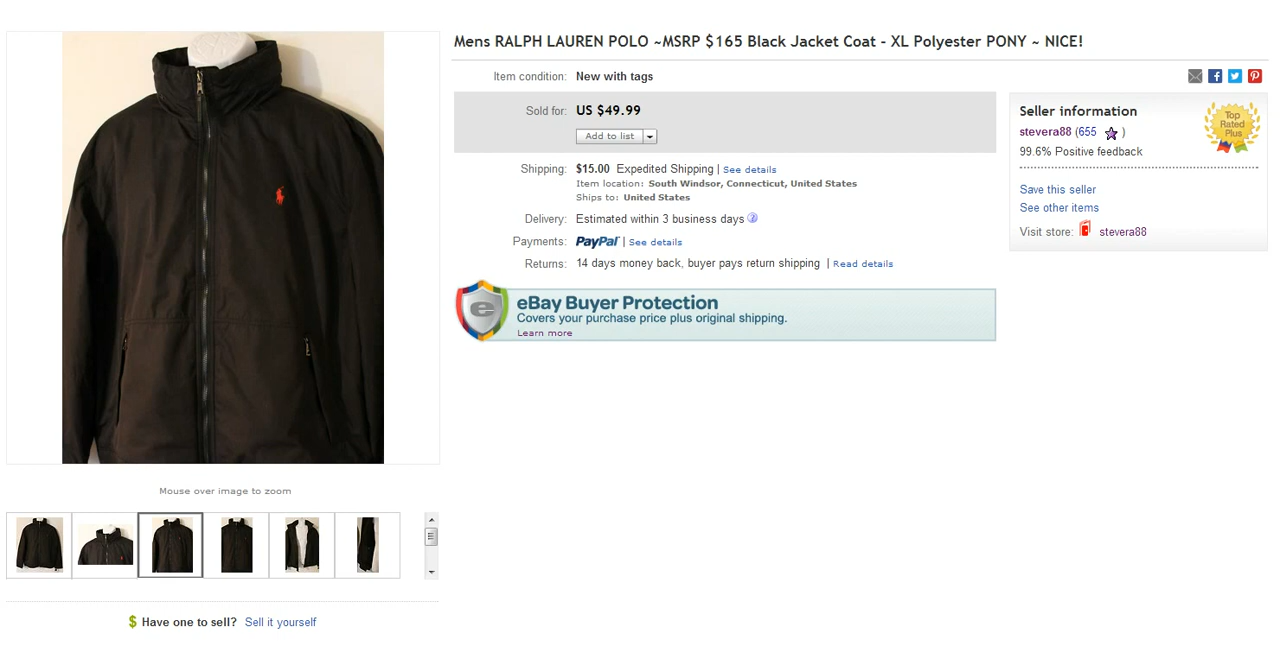 Mens RALPH LAUREN POLO ~MSRP $165 Black Jacket Coat - XL Polyester PONY ~ NICE!
Item condition: New with tags
Sold for: US $49.99
Add to list
Shipping: $15.00 Expedited Shipping | See details
Item location: South Windsor, Connecticut, United States
Ships to: United States
Delivery: Estimated within 3 business days
Payments: PayPal | See details
Returns: 14 days money back, buyer pays return shipping | Read details
eBay Buyer Protection
Covers your purchase price plus original shipping.
Learn more
Seller information
stevera88 (655 )
99.6% Positive feedback
Top
Rated
Plus
Save this seller
See other items
Visit store: stevera88
Mouse over image to zoom
$ Have one to sell? Sell it yourself